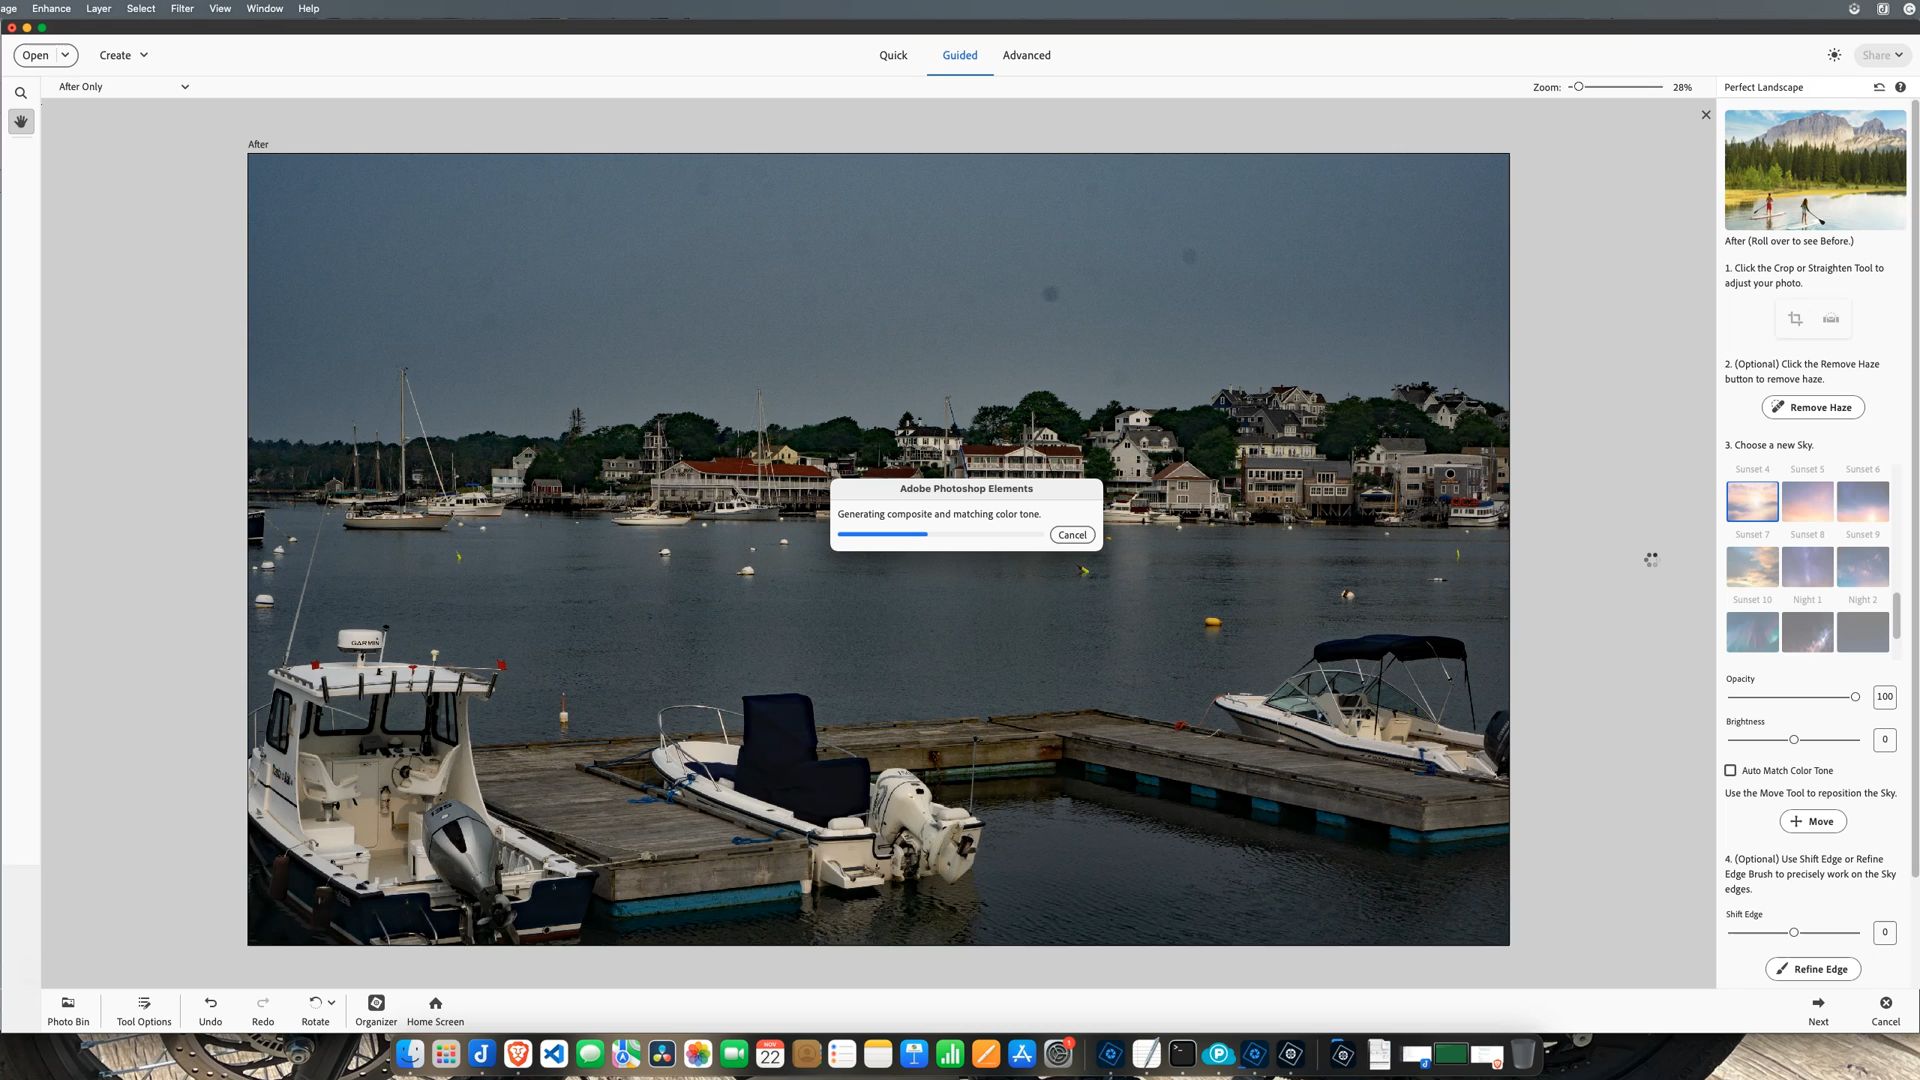 age Enhance Layer Select Filter View Window Help
Open Create Quick Guided Advanced Share
After Only Zoom: 28% Perfect Landscape
After
After (Roll over to see Before.)
1. Click the Crop or Straighten Tool to
adjust your photo.
2. (Optional) Click the Remove Haze
button to remove haze.
Remove Haze
3. Choose a new Sky.
Sunset 4 Sunset 5 Sunset 6
Sunset 7 Sunset 8 Sunset 9
Sunset 10 Night 1 Night 2
Adobe Photoshop Elements
Generating composite and matching color tone.
Cancel
GARMIN
Opacity
100
Brightness
0
Auto Match Color Tone
Use the Move Tool to reposition the Sky.
Move
4. (Optional) Use Shift Edge or Refine
Edge Brush to precisely work on the Sky
edges.
Shift Edge
0
Refine Edge
Photo Bin Tool Options Undo Redo Rotate Organizer Home Screen Next Cancel
NOV
22
1